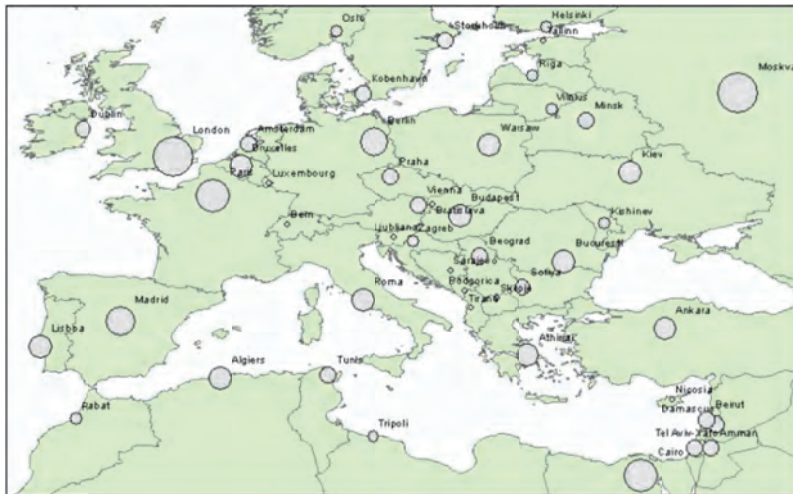 Oslo
Stockholm
Helsinki
Tallinn
Riga
Moskva
Kobenhavn
Vilnius
Minsk
Dublin
London
Amsterdam
Berlin
Warsaw
Bruxelles
Kiev
Praha
Paris
Luxembourg
Vienna
Budapest
Bratislava
Bern
Kishinev
Ljubljana
Zagreb
Beograd
Bucuresti
Sarajevo
Sofiya
Podgorica
Skopje
Roma
Tirana
Madrid
Ankara
Lisboa
Athinai
Algiers
Tunis
Nicosia
Damascus
Beirut
Rabat
Tripoli
Tel Aviv-Yafo
Amman
Cairo